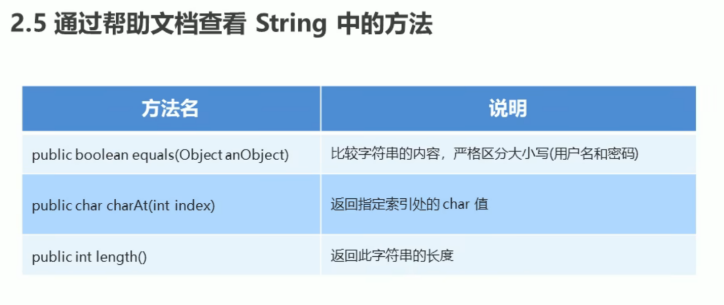 2.5 通过帮助文档查看 String 中的方法
方法名 说明
public boolean equals(Object anObject) 比较字符串的内容，严格区分大小写(用户名和密码)
public char charAt(int index) 返回指定索引处的 char 值
public int length() 返回此字符串的长度